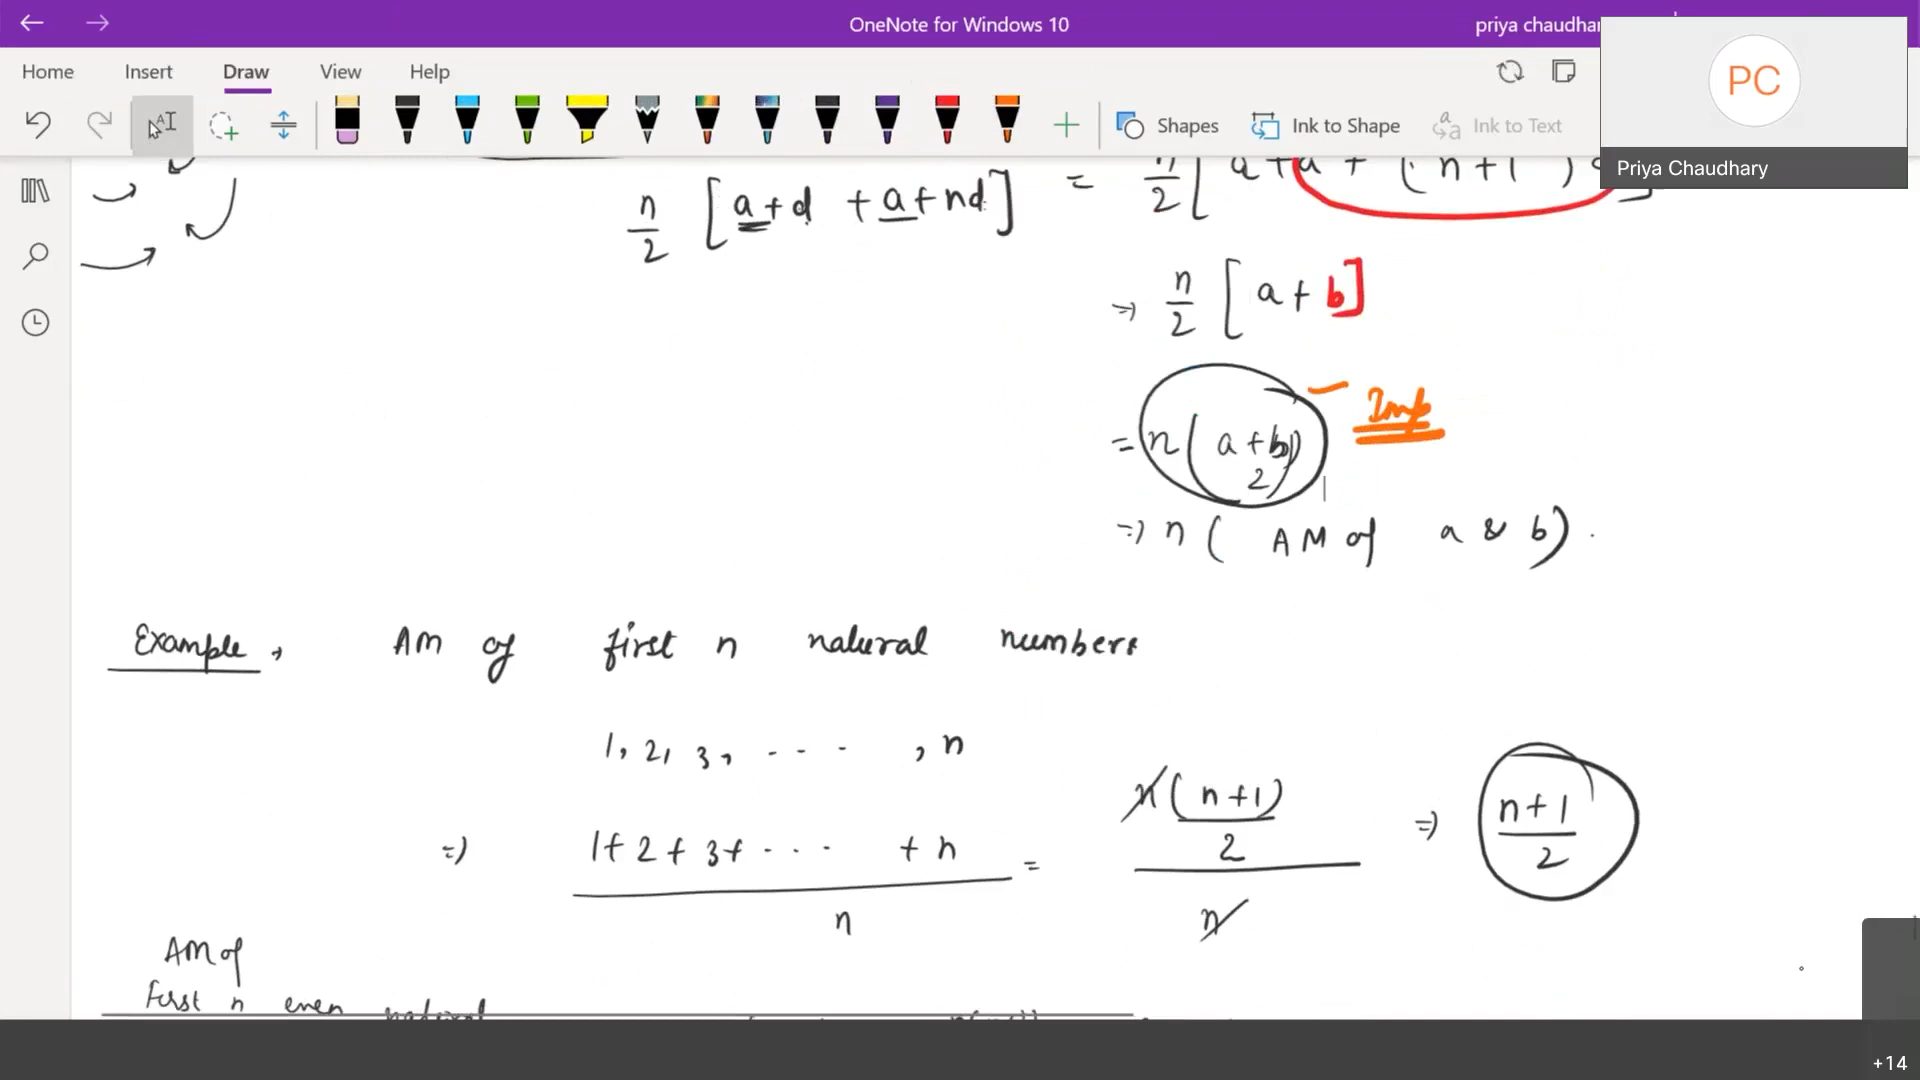 OneNote for Windows 10
priya chaudhar
PC
Priya Chaudhary
Home Insert Draw View Help
Shapes Ink to Shape Ink to Text
n/2 [a+d + a+nd] = n/2 [a+a+(n+1)
=) n/2 [a+b]
= n(a+b/2) - Imp
=) n ( AM of a & b) .
Example, AM of first n natural numbers
1, 2, 3, - - - , n
=) 1+2+3+ - - - + n / n = n(n+1)/2 / n =) n+1/2
AM of
First n even natural
+14